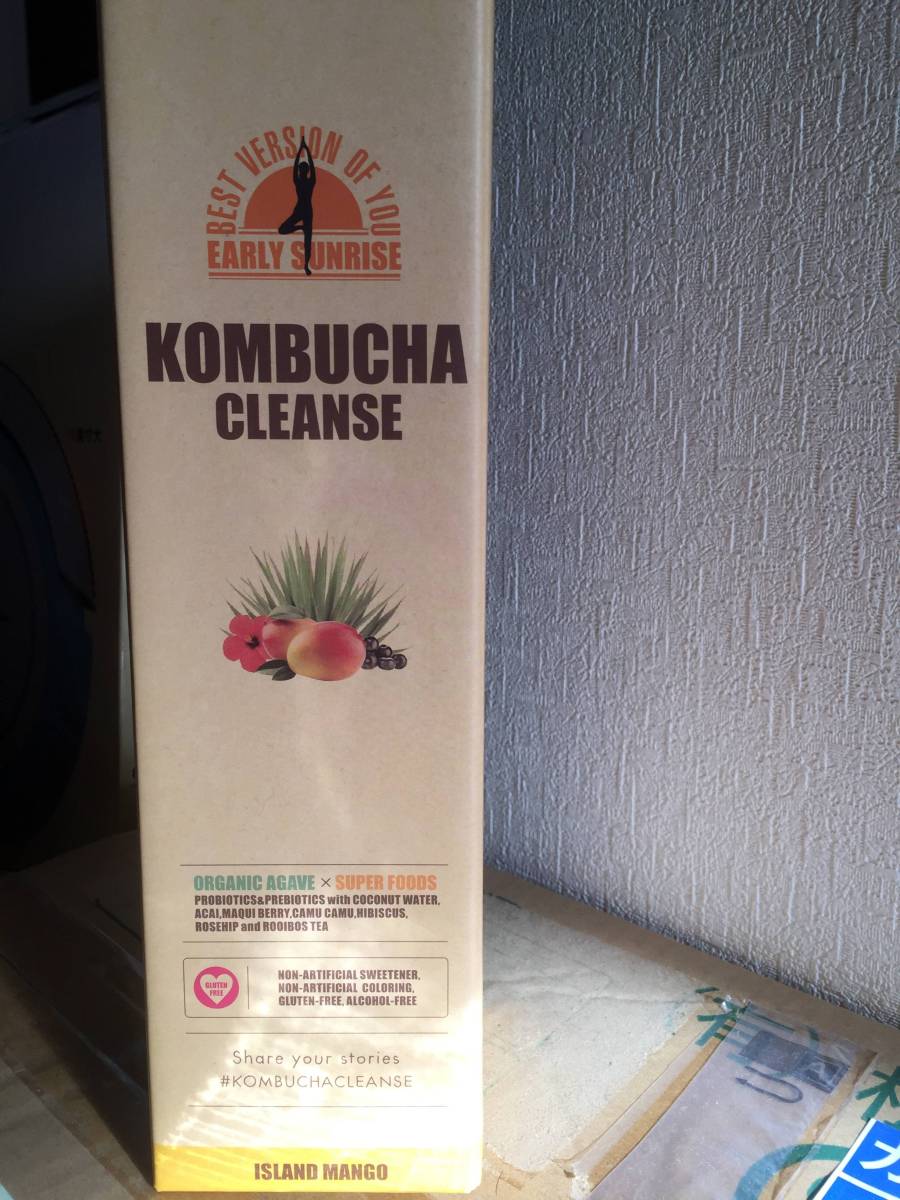 BEST VERSION OF YOU
EARLY SUNRISE
KOMBUCHA
CLEANSE
ORGANIC AGAVE × SUPER FOODS
PROBIOTICS&PREBIOTICS with COCONUT WATER,
ACAI,MAQUI BERRY,CAMU CAMU,HIBISCUS,
ROSEHIP and ROOIBOS TEA
GLUTEN
FREE
NON-ARTIFICIAL SWEETENER,
NON-ARTIFICIAL COLORING,
GLUTEN-FREE, ALCOHOL-FREE
Share your stories
#KOMBUCHACLEANSE
ISLAND MANGO
有